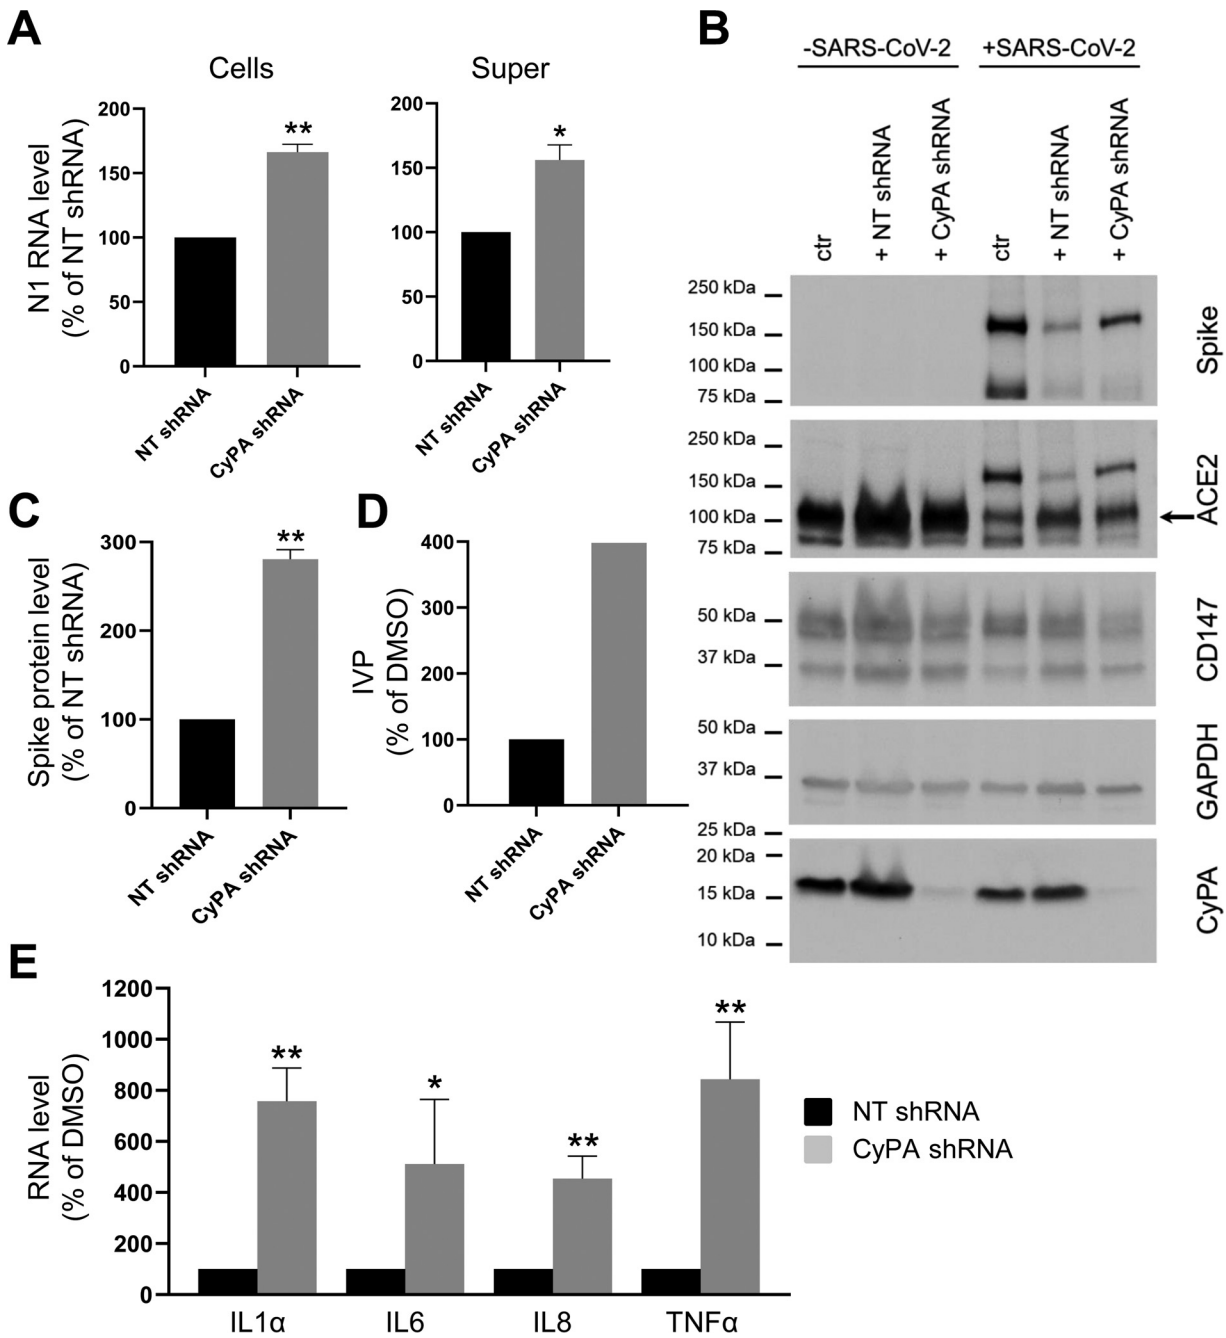 A
Cells
N1 RNA level
(% of NT shRNA)
200
150
100
50
0
**
NT shRNA
CyPA shRNA
Super
200
150
100
50
0
*
NT shRNA
CyPA shRNA
B
-SARS-CoV-2
+SARS-CoV-2
ctr
+ NT shRNA
+ CyPA shRNA
ctr
+ NT shRNA
+ CyPA shRNA
250 kDa
150 kDa
100 kDa
75 kDa
Spike
250 kDa
150 kDa
100 kDa
75 kDa
ACE2
50 kDa
37 kDa
CD147
50 kDa
37 kDa
GAPDH
25 kDa
20 kDa
15 kDa
10 kDa
CyPA
C
Spike protein level
(% of NT shRNA)
300
200
100
0
**
NT shRNA
CyPA shRNA
D
IVP
(% of DMSO)
400
300
200
100
0
NT shRNA
CyPA shRNA
E
RNA level
(% of DMSO)
1200
1000
800
600
400
200
0
**
*
**
**
IL1α
IL6
IL8
TNFα
NT shRNA
CyPA shRNA